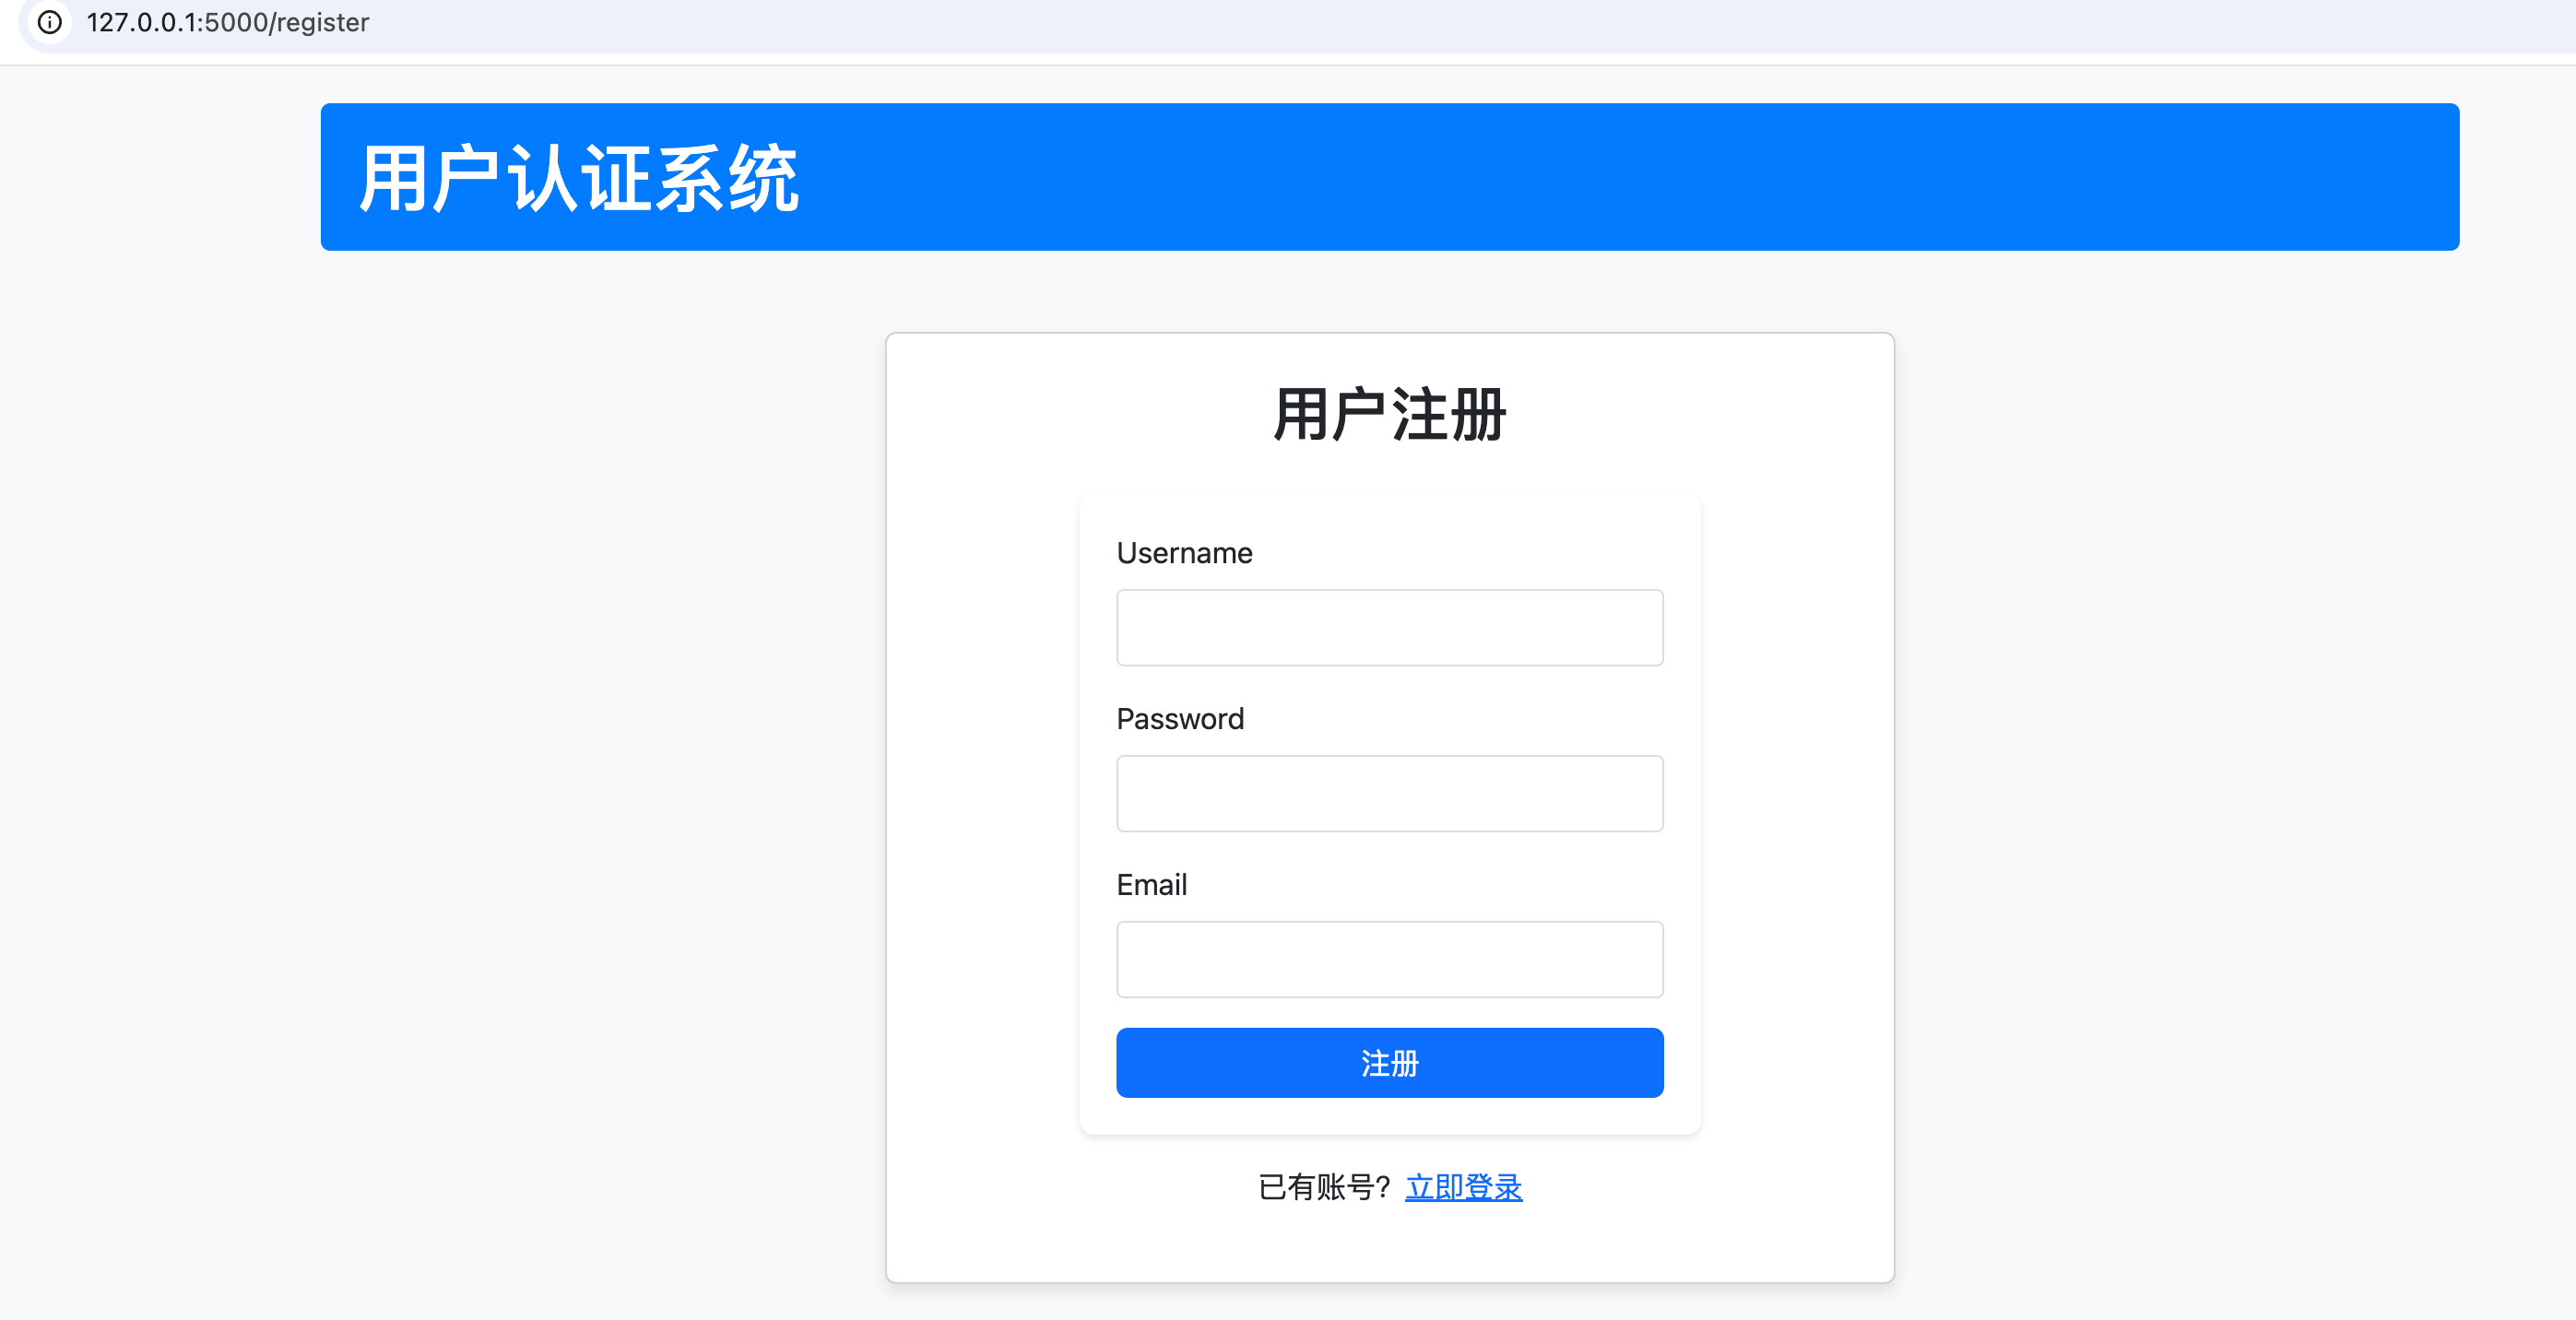 127.0.0.1:5000/register
用户认证系统
用户注册
Username
Password
Email
注册
已有账号? 立即登录